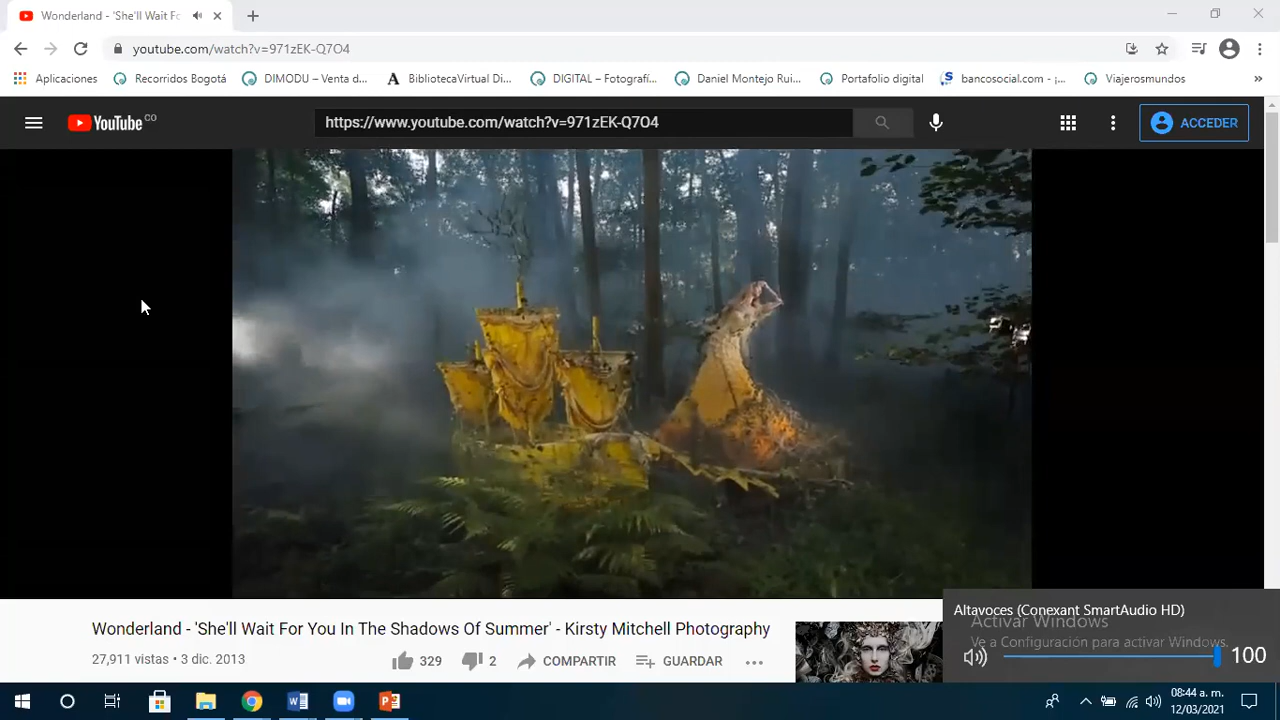 Wonderland - 'She'll Wait Fo
youtube.com/watch?v=971zEK-Q7O4
Aplicaciones
Recorridos Bogotá
DIMODU – Venta d...
BibliotecaVirtual Di...
DIGITAL – Fotografí...
Daniel Montejo Rui...
Portafolio digital
bancosocial.com - ¡...
Viajerosmundos
»
YouTube CO
https://www.youtube.com/watch?v=971zEK-Q7O4
ACCEDER
Wonderland - 'She'll Wait For You In The Shadows Of Summer' - Kirsty Mitchell Photography
27,911 vistas • 3 dic. 2013
329
2
COMPARTIR
GUARDAR
Altavoces (Conexant SmartAudio HD)
Activar Windows
Ve a Configuración para activar Windows.
100
08:44 a. m.
12/03/2021